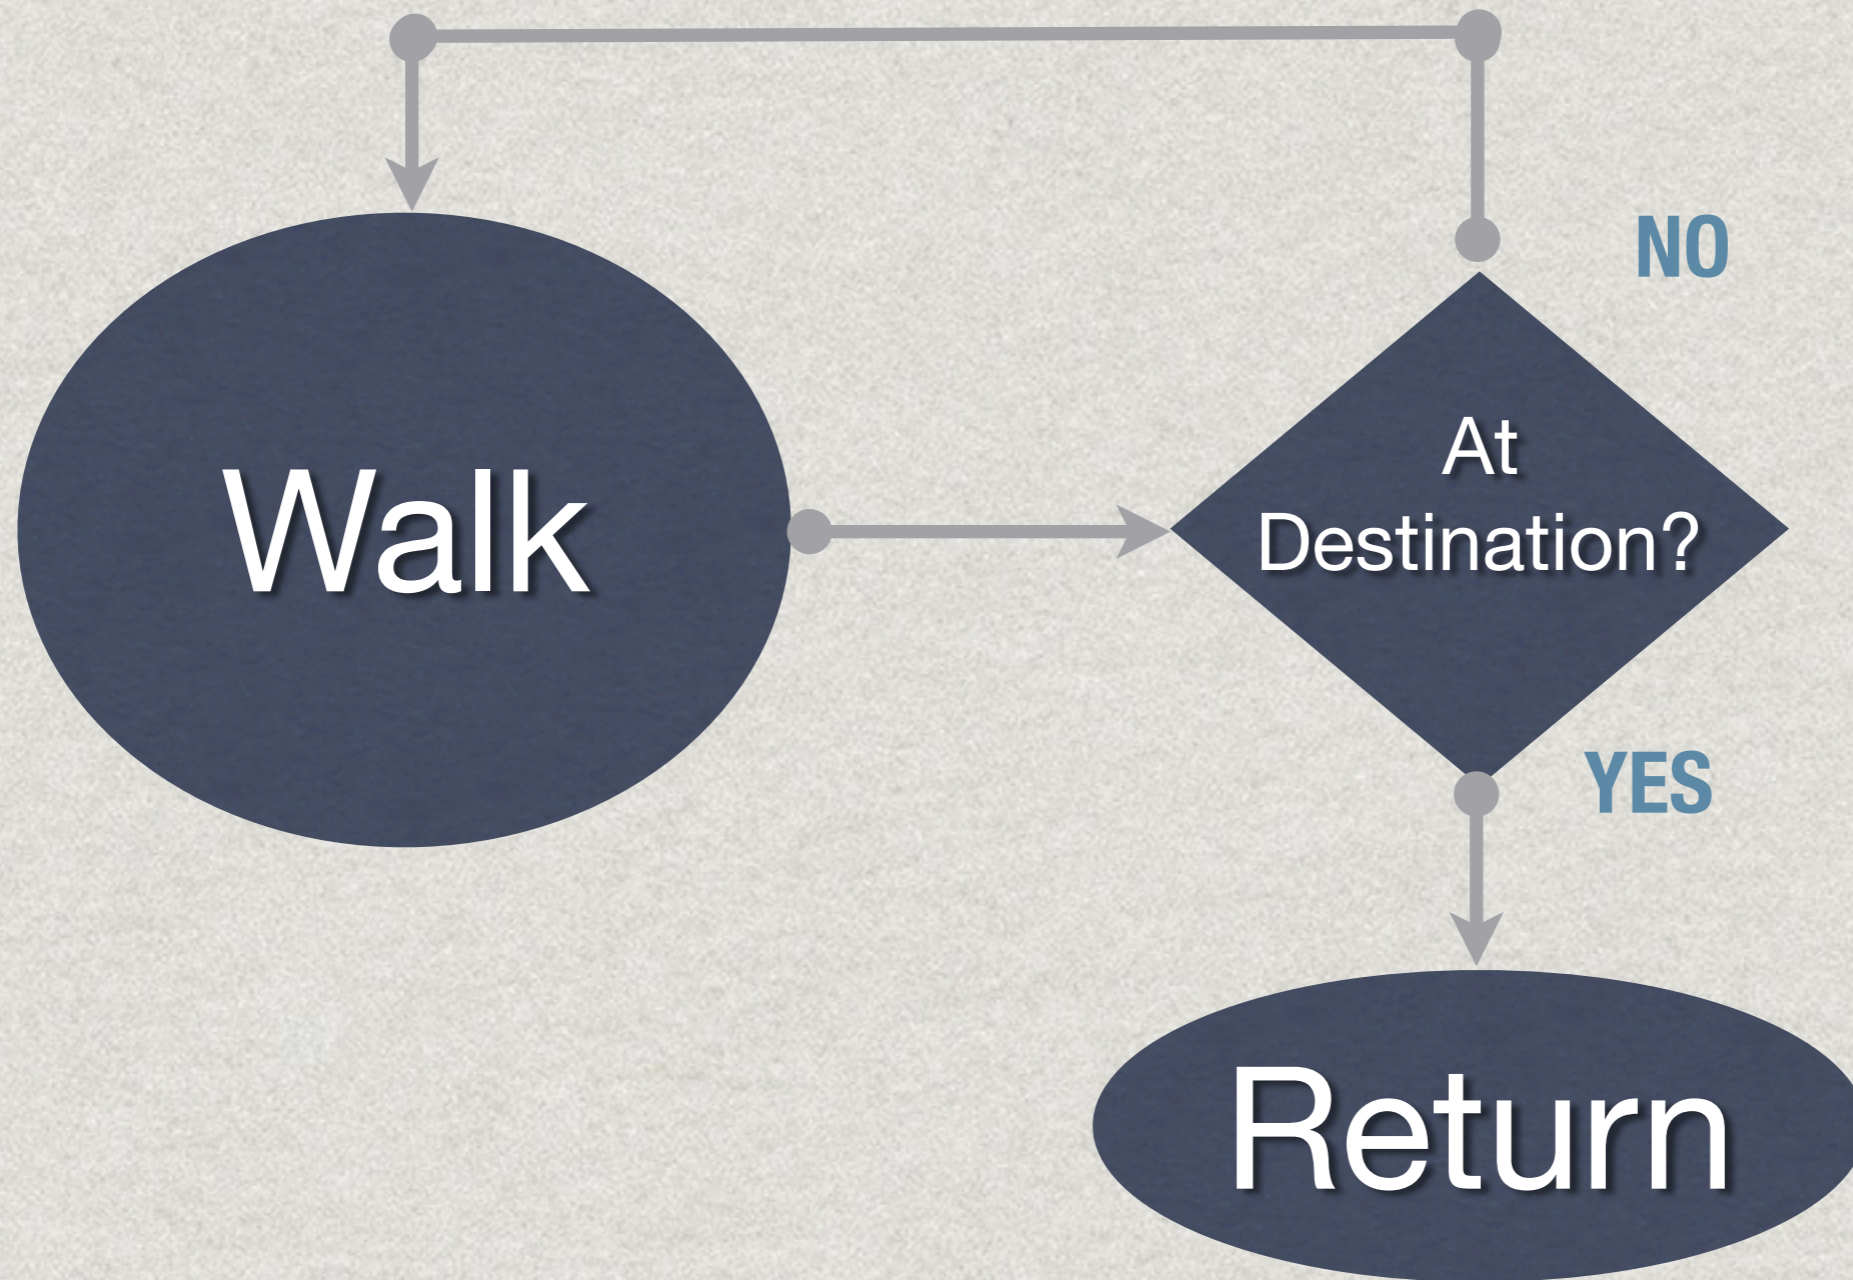 NO
Walk
At
Destination?
YES
Return